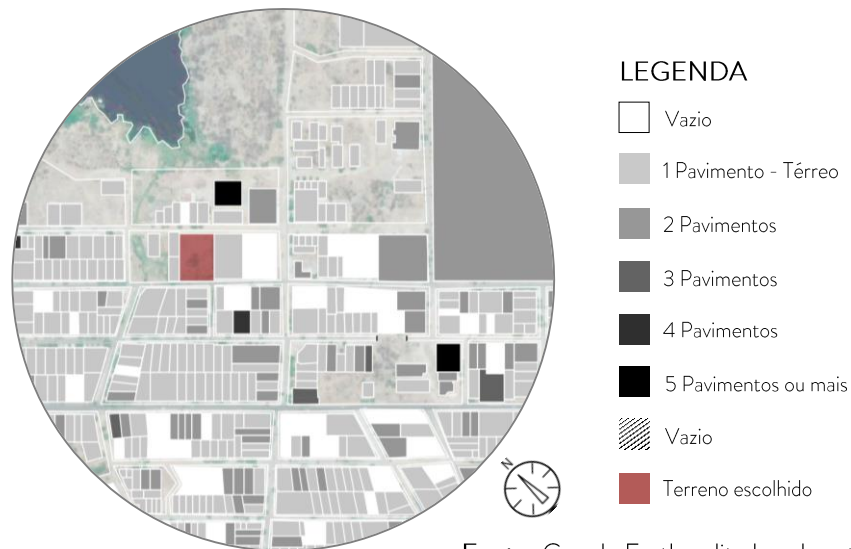 LEGENDA
Vazio
1 Pavimento - Térreo
2 Pavimentos
3 Pavimentos
4 Pavimentos
5 Pavimentos ou mais
Vazio
Terreno escolhido
N